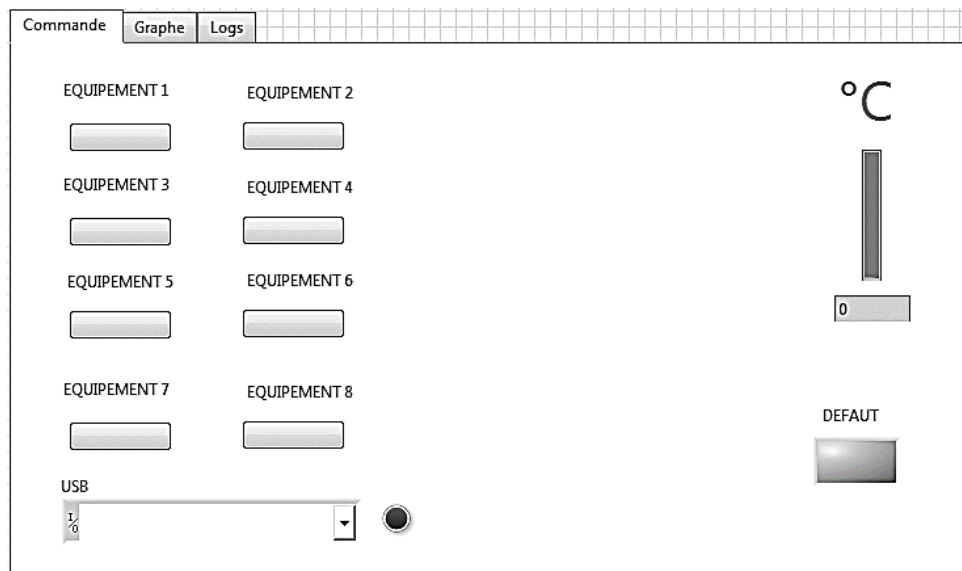 Commande Graphe Logs
EQUIPEMENT 1 EQUIPEMENT 2
°C
EQUIPEMENT 3 EQUIPEMENT 4
EQUIPEMENT 5 EQUIPEMENT 6
0
EQUIPEMENT 7 EQUIPEMENT 8
DEFAUT
USB
I/O